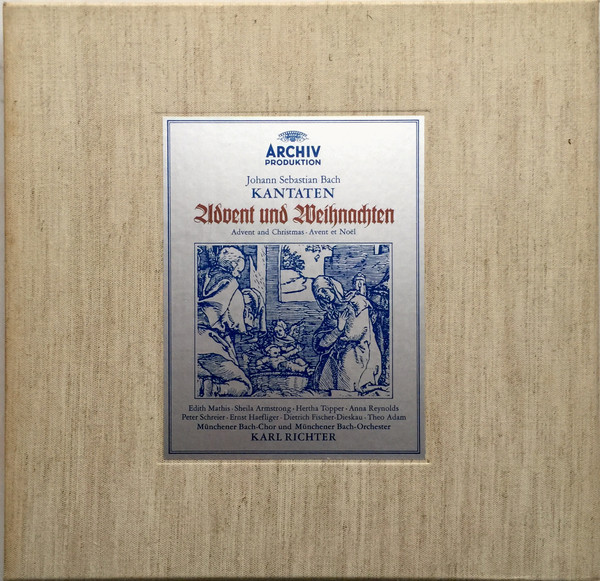 ARCHIV
PRODUKTION
Johann Sebastian Bach
KANTATEN
Advent und Weihnachten
Advent and Christmas · Avent et Noël
Edith Mathis · Sheila Armstrong · Hertha Töpper · Anna Reynolds
Peter Schreier · Ernst Haefliger · Dietrich Fischer-Dieskau · Theo Adam
Münchener Bach-Chor und Münchener Bach-Orchester
KARL RICHTER